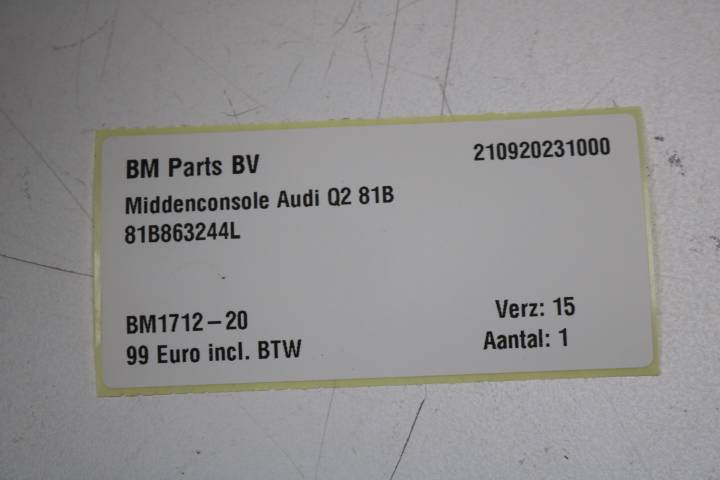 BM Parts BV 210920231000
Middenconsole Audi Q2 81B
81B863244L
BM1712-20 Verz: 15
99 Euro incl. BTW Aantal: 1